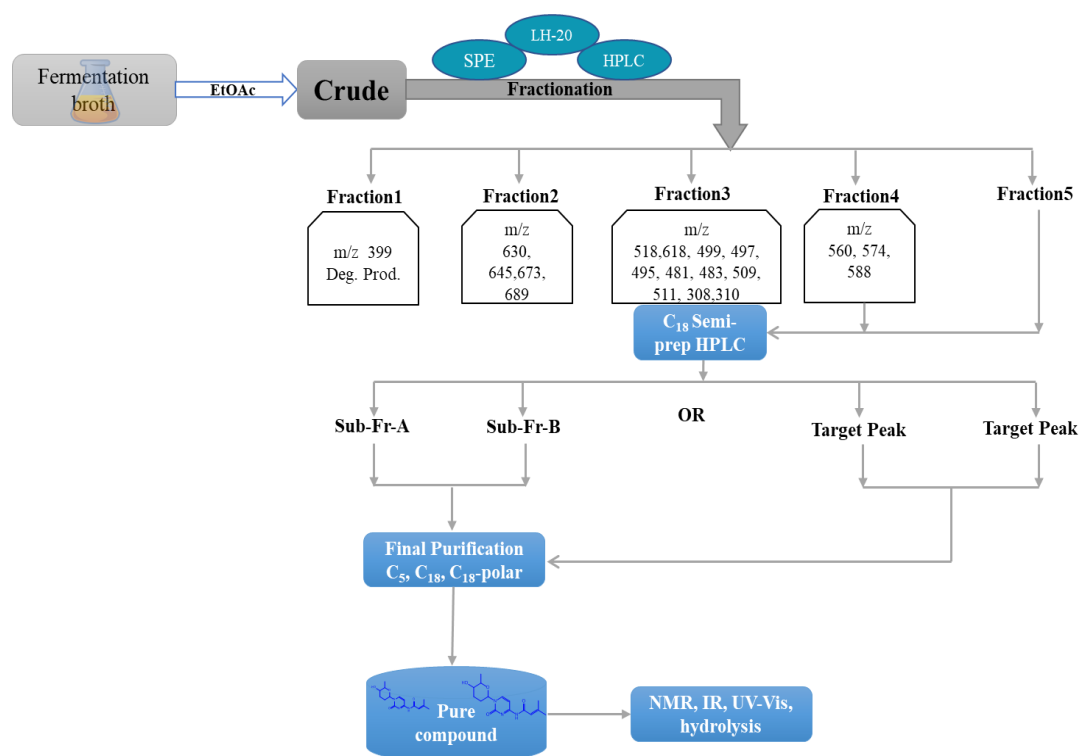 LH-20
SPE
HPLC
Fermentation
broth
EtOAc
Crude
Fractionation
Fraction1
Fraction2
Fraction3
Fraction4
Fraction5
m/z 399
Deg. Prod.
m/z
630,
645,673,
689
m/z
518,618, 499, 497,
495, 481, 483, 509,
511, 308,310
m/z
560, 574,
588
C18 Semi-
prep HPLC
Sub-Fr-A
Sub-Fr-B
OR
Target Peak
Target Peak
Final Purification
C5, C18, C18-polar
Pure
compound
NMR, IR, UV-Vis,
hydrolysis